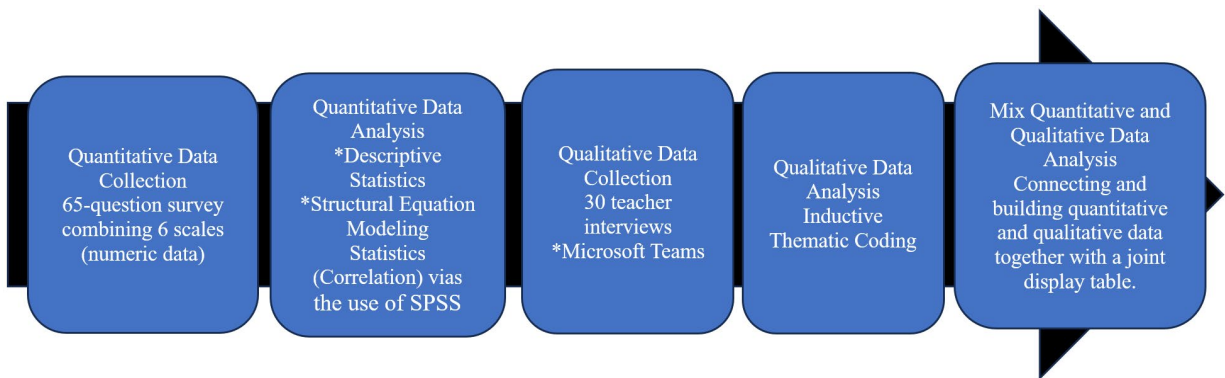 Quantitative Data
Collection
65-question survey
combining 6 scales
(numeric data)
Quantitative Data
Analysis
*Descriptive
Statistics
*Structural Equation
Modeling
Statistics
(Correlation) vias
the use of SPSS
Qualitative Data
Collection
30 teacher
interviews
*Microsoft Teams
Qualitative Data
Analysis
Inductive
Thematic Coding
Mix Quantitative and
Qualitative Data
Analysis
Connecting and
building quantitative
and qualitative data
together with a joint
display table.